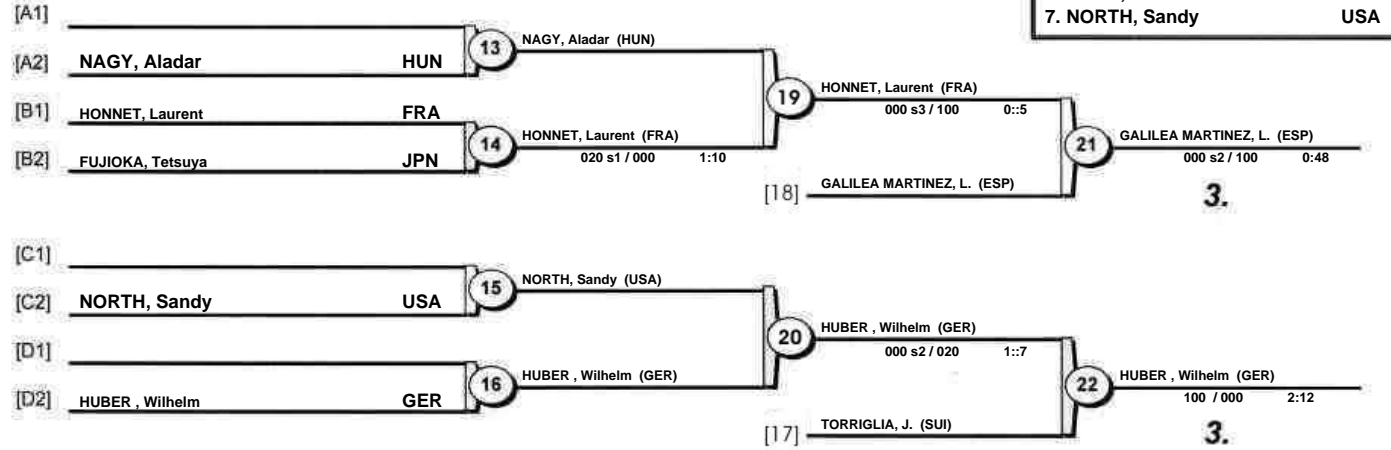 7. NORTH, Sandy USA
[A1]
[A2] NAGY, Aladar HUN
13 NAGY, Aladar (HUN)
[B1] HONNET, Laurent FRA
[B2] FUJIOKA, Tetsuya JPN
14 HONNET, Laurent (FRA)
020 s1 / 000 1:10
19 HONNET, Laurent (FRA)
000 s3 / 100 0::5
[18] GALILEA MARTINEZ, L. (ESP)
21 GALILEA MARTINEZ, L. (ESP)
000 s2 / 100 0:48
3.
[C1]
[C2] NORTH, Sandy USA
15 NORTH, Sandy (USA)
[D1]
[D2] HUBER , Wilhelm GER
16 HUBER , Wilhelm (GER)
20 HUBER , Wilhelm (GER)
000 s2 / 020 1::7
[17] TORRIGLIA, J. (SUI)
22 HUBER , Wilhelm (GER)
100 / 000 2:12
3.